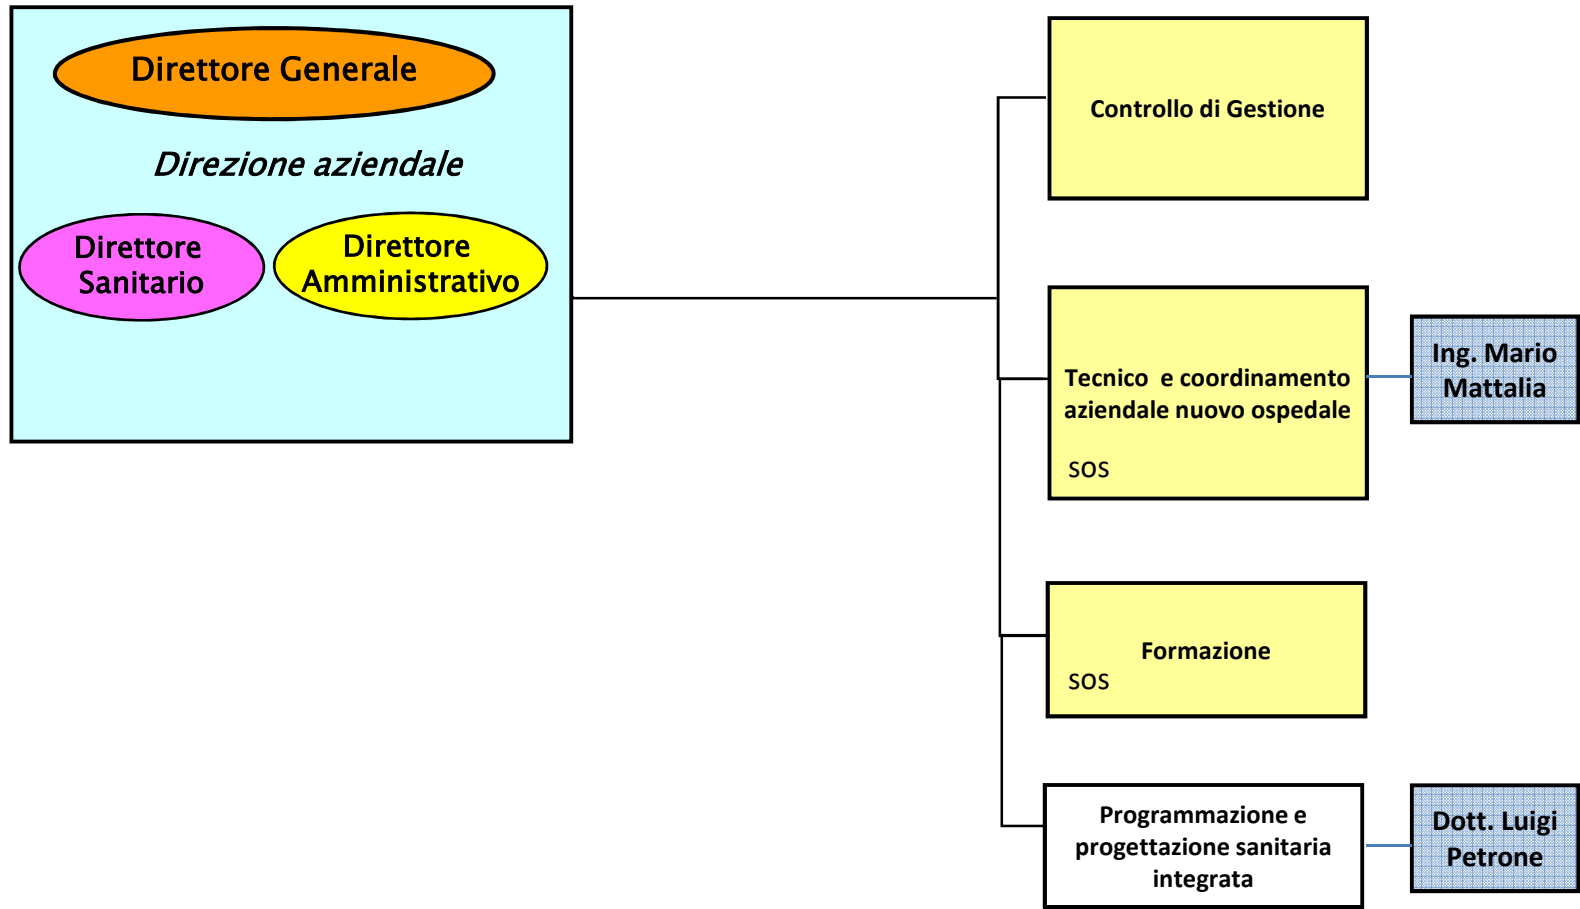 Direttore Generale
Direzione aziendale
Direttore
Sanitario
Direttore
Amministrativo
Controllo di Gestione
Tecnico e coordinamento
aziendale nuovo ospedale
SOS
Ing. Mario
Mattalia
Formazione
SOS
Programmazione e
progettazione sanitaria
integrata
Dott. Luigi
Petrone